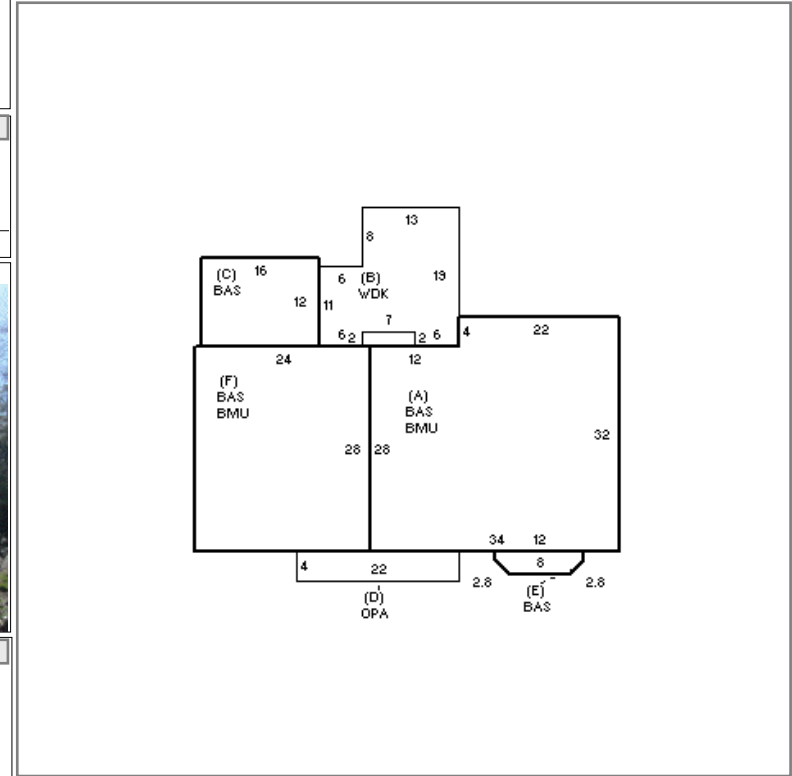 13
8
(C) 16
BAS
6 (B) 19
WDK
12 11
7
6 2 2 6 4 22
24 12
(F)
BAS
BMU
(A)
BAS
BMU
32
28 28
34 12
4 22 8
2.8 2.8
(D)
OPA
(E)
BAS